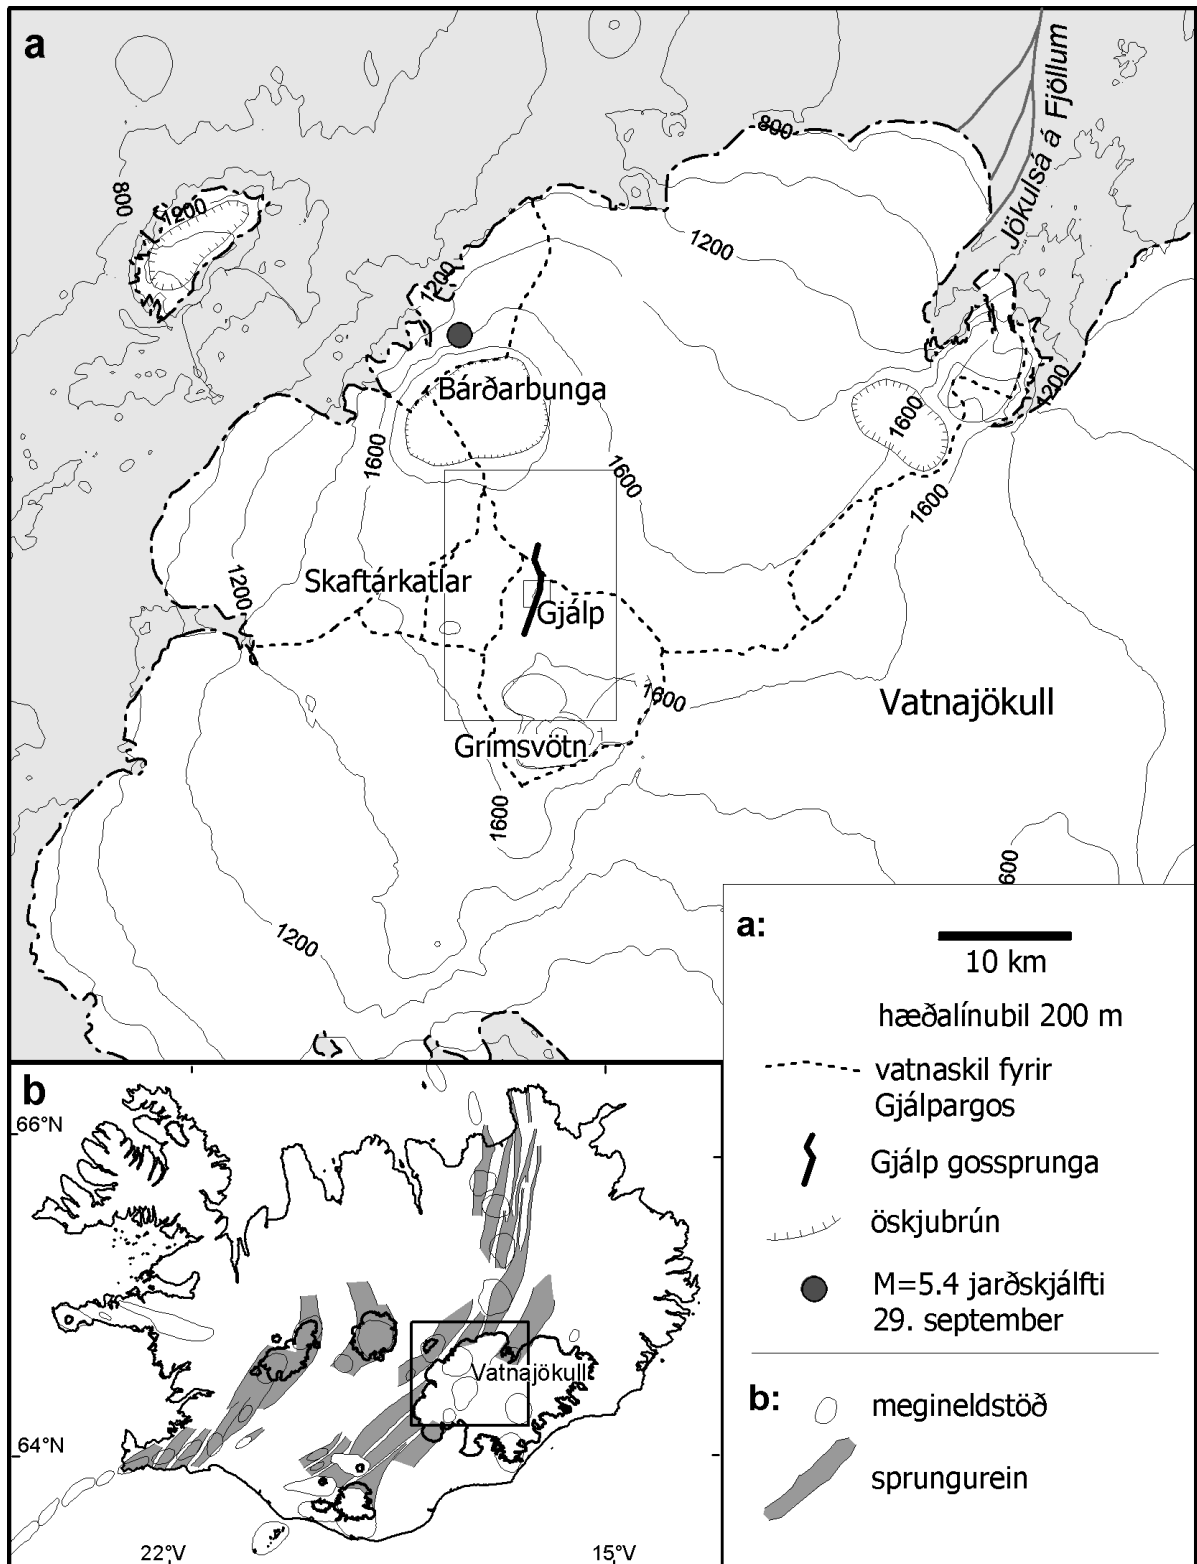 a
Jökulsá á Fjöllum
800
800
1200
1200
1200
1200
Bárðarbunga
1600
1600
1600
1600
1200
Skaftárkatlar
Gjálp
1600
Vatnajökull
Grímsvötn
1600
600
1200
a:
10 km
hæðalínubil 200 m
vatnaskil fyrir
Gjálpargos
Gjálp gossprunga
öskjubrún
M=5.4 jarðskjálfti
29. september
b:
megineldstöð
sprungurein
b
66°N
Vatnajökull
64°N
22°V
15°V